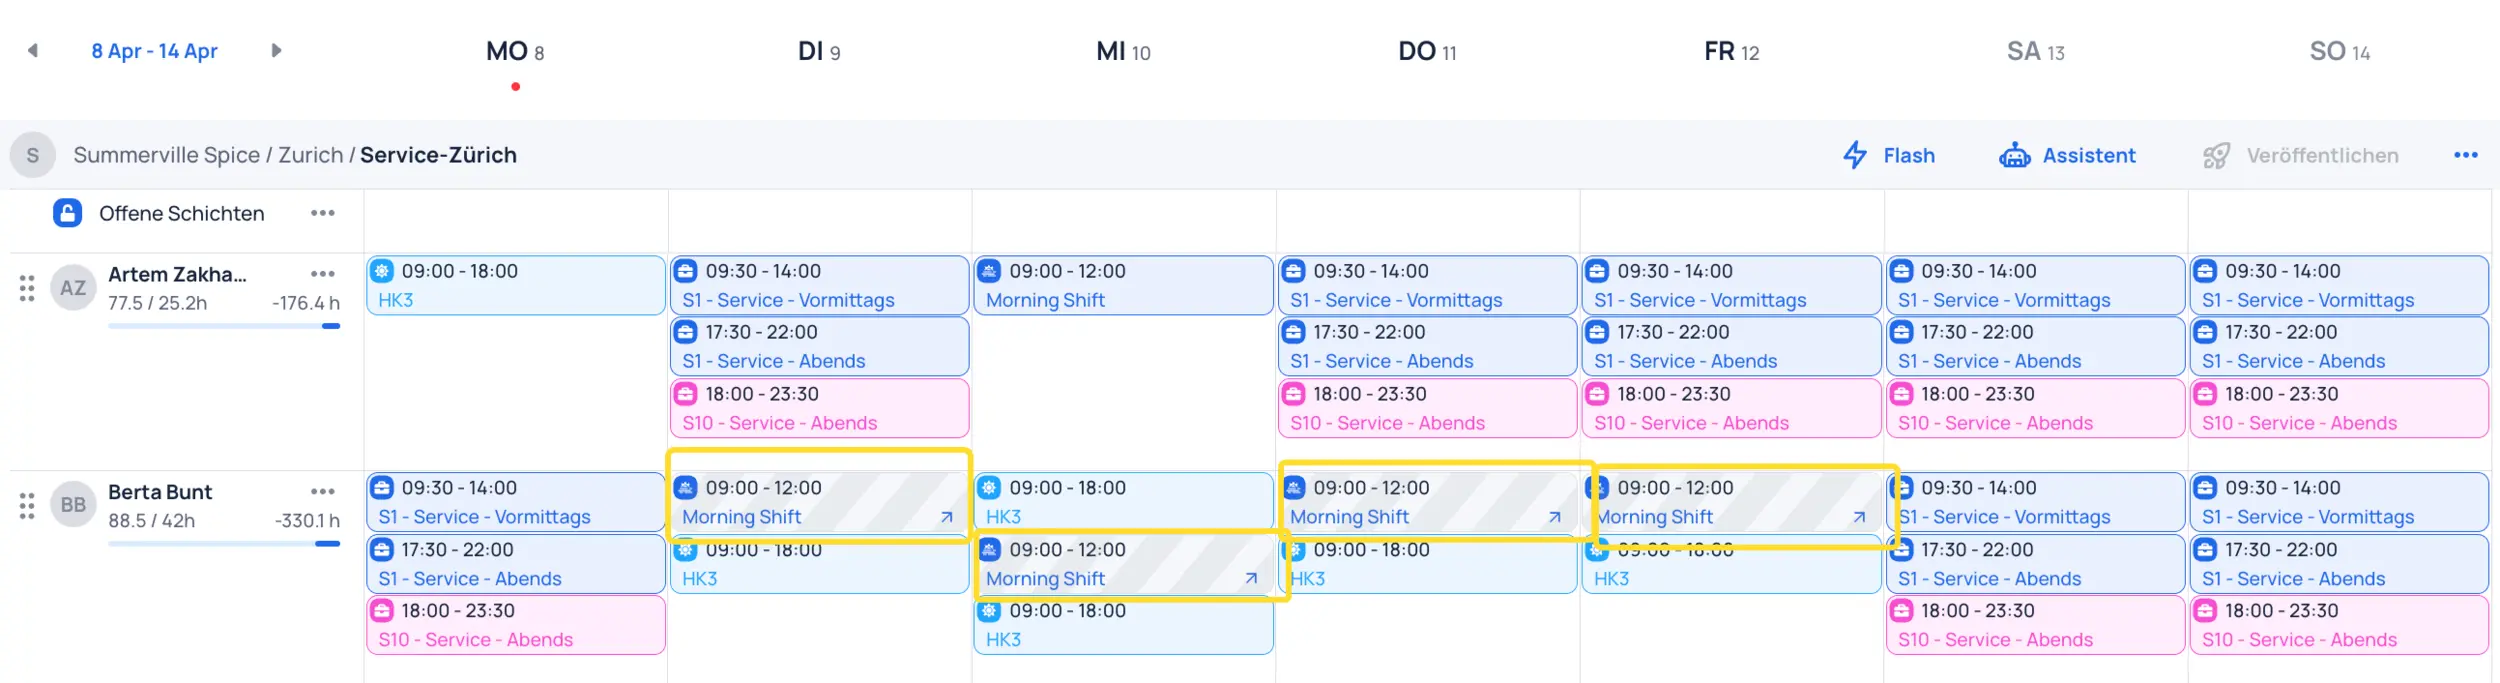 8 Apr - 14 Apr
MO 8
DI 9
MI 10
DO 11
FR 12
SA 13
SO 14
S
Summerville Spice / Zurich / Service-Zürich
Flash
Assistent
Veröffentlichen
Offene Schichten
AZ
Artem Zakha...
77.5 / 25.2h
-176.4 h
09:00 - 18:00
HK3
09:30 - 14:00
S1 - Service - Vormittags
17:30 - 22:00
S1 - Service - Abends
18:00 - 23:30
S10 - Service - Abends
09:00 - 12:00
Morning Shift
09:30 - 14:00
S1 - Service - Vormittags
17:30 - 22:00
S1 - Service - Abends
18:00 - 23:30
S10 - Service - Abends
09:30 - 14:00
S1 - Service - Vormittags
17:30 - 22:00
S1 - Service - Abends
18:00 - 23:30
S10 - Service - Abends
09:30 - 14:00
S1 - Service - Vormittags
17:30 - 22:00
S1 - Service - Abends
18:00 - 23:30
S10 - Service - Abends
09:30 - 14:00
S1 - Service - Vormittags
17:30 - 22:00
S1 - Service - Abends
18:00 - 23:30
S10 - Service - Abends
BB
Berta Bunt
88.5 / 42h
-330.1 h
09:30 - 14:00
S1 - Service - Vormittags
17:30 - 22:00
S1 - Service - Abends
18:00 - 23:30
S10 - Service - Abends
09:00 - 12:00
Morning Shift
09:00 - 18:00
HK3
09:00 - 18:00
HK3
09:00 - 12:00
Morning Shift
09:00 - 18:00
HK3
09:00 - 12:00
Morning Shift
09:00 - 18:00
HK3
09:00 - 12:00
Morning Shift
09:00 - 18:00
HK3
09:30 - 14:00
S1 - Service - Vormittags
17:30 - 22:00
S1 - Service - Abends
18:00 - 23:30
S10 - Service - Abends
09:30 - 14:00
S1 - Service - Vormittags
17:30 - 22:00
S1 - Service - Abends
18:00 - 23:30
S10 - Service - Abends